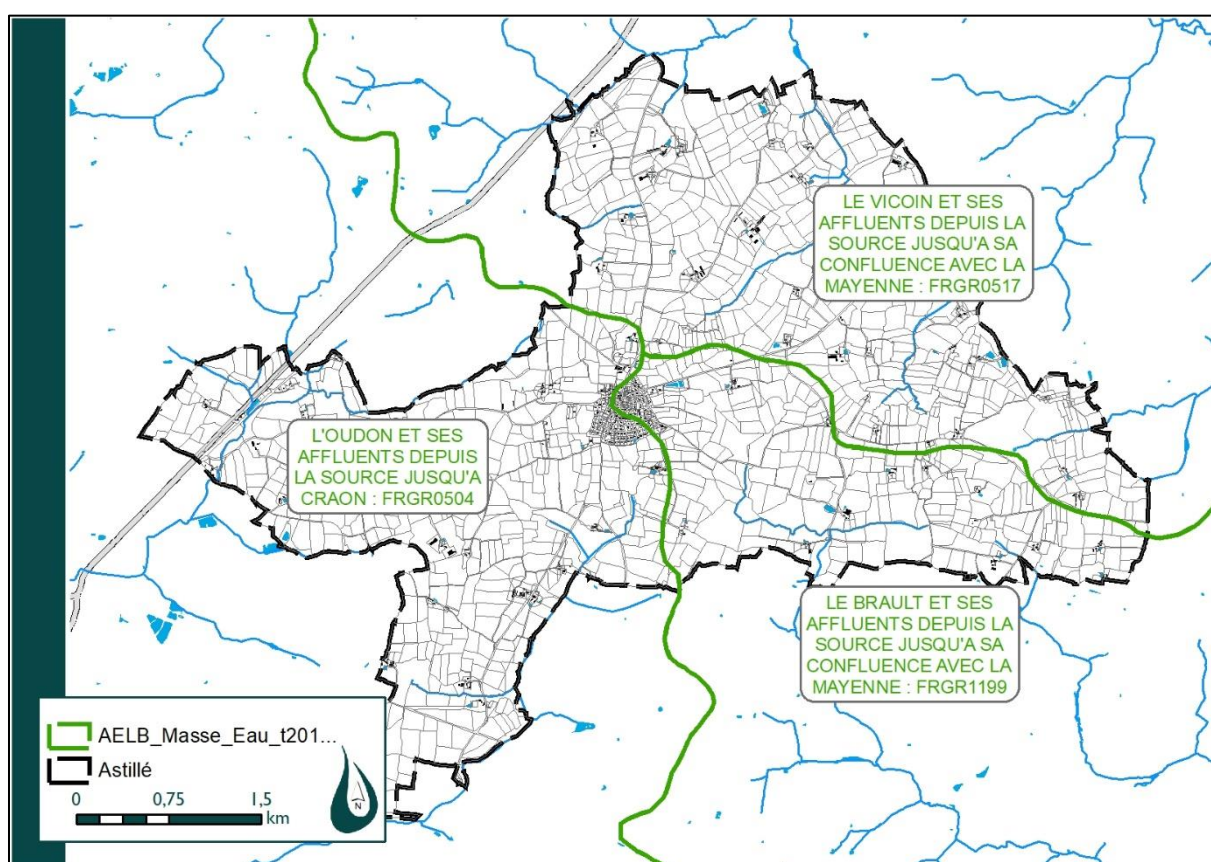 LE VICOIN ET SES
AFFLUENTS DEPUIS LA
SOURCE JUSQU'A SA
CONFLUENCE AVEC LA
MAYENNE : FRGR0517
L'OUDON ET SES
AFFLUENTS DEPUIS
LA SOURCE JUSQU'A
CRAON : FRGR0504
LE BRAULT ET SES
AFFLUENTS DEPUIS LA
SOURCE JUSQU'A SA
CONFLUENCE AVEC LA
MAYENNE : FRGR1199
AELB_Masse_Eau_t201...
Astillé
0 0,75 1,5
km
N